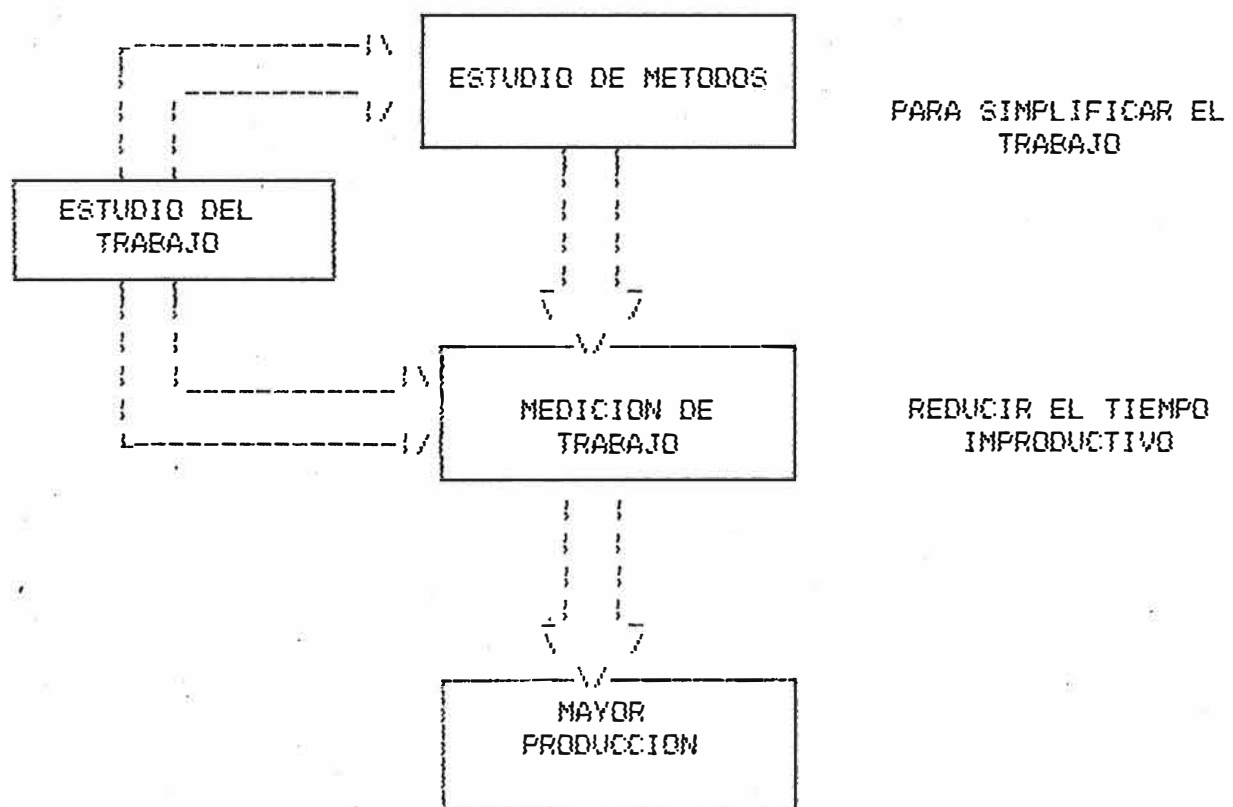 ESTUDIO DE METODOS
PARA SIMPLIFICAR EL
TRABAJO
ESTUDIO DEL
TRABAJO
MEDICION DE
TRABAJO
REDUCIR EL TIEMPO
IMPRODUCTIVO
MAYOR
PRODUCCION